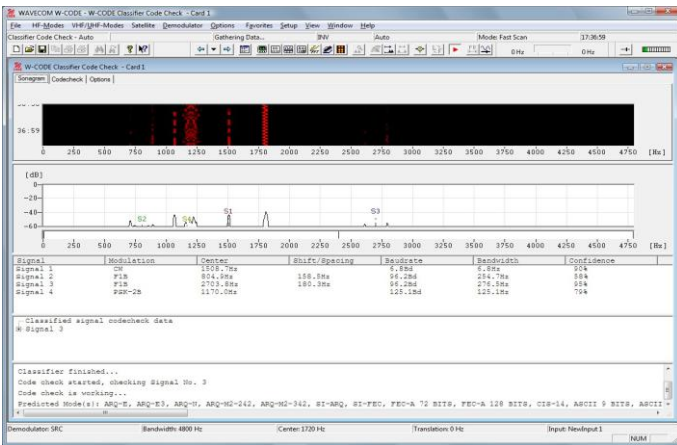 WAVECOM W-CODE - W-CODE Classifier Code Check - Card 1
File HF-Modes VHF/UHF-Modes Satellite Demodulator Options Favorites Setup View Window Help
Classifier Code Check - Auto Gathering Data... INV Auto Mode: Fast Scan 17:36:59
0 Hz 0 Hz
W-CODE Classifier Code Check - Card 1
Sonagram Codecheck Options
36:59
0 250 500 750 1000 1250 1500 1750 2000 2250 2500 2750 3000 3250 3500 3750 4000 4250 4500 4750 [Hz]
[dB]
0
-20
-40
-60
S2 S4 S1 S3
0 250 500 750 1000 1250 1500 1750 2000 2250 2500 2750 3000 3250 3500 3750 4000 4250 4500 4750 [Hz]
Signal Modulation Center Shift/Spacing Baudrate Bandwidth Confidence
Signal 1 CW 1508.7Hz 6.8Bd 6.8Hz 90%
Signal 2 F1B 804.9Hz 158.5Hz 96.2Bd 254.7Hz 58%
Signal 3 F1B 2703.8Hz 180.3Hz 96.2Bd 276.5Hz 95%
Signal 4 PSK-2B 1170.0Hz 125.1Bd 125.1Hz 79%
Classified signal codecheck data
Signal 3
Classifier finished...
Code check started, checking Signal No. 3
Code check is working...
Predicted Mode(s): ARQ-E, ARQ-E3, ARQ-N, ARQ-M2-242, ARQ-M2-342, SI-ARQ, SI-FEC, FEC-A 72 BITS, FEC-A 128 BITS, CIS-14, ASCII 9 BITS, ASCII
Demodulator: SRC Bandwidth: 4800 Hz Center: 1720 Hz Translation: 0 Hz Input: NewInput1
NUM